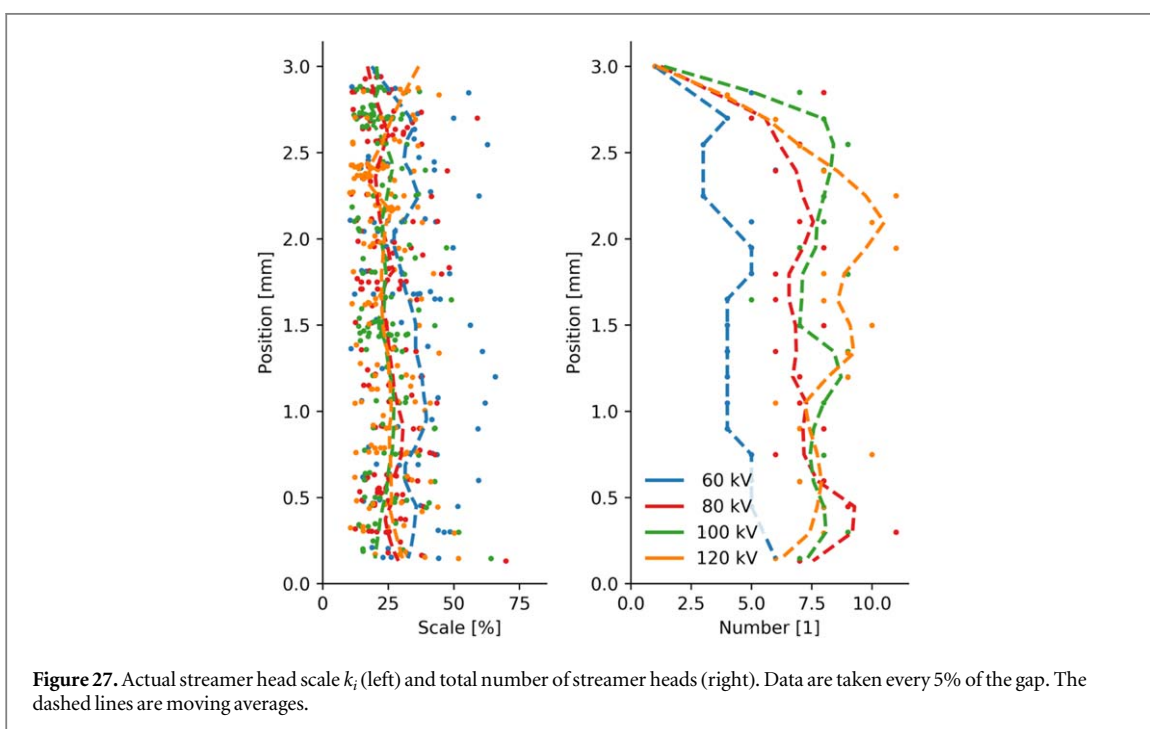 3.0
2.5
2.0
1.5
1.0
0.5
0.0
Position [mm]
0 25 50 75
Scale [%]
3.0
2.5
2.0
1.5
1.0
0.5
0.0
Position [mm]
60 kV
80 kV
100 kV
120 kV
0.0 2.5 5.0 7.5 10.0
Number [1]
Figure 27. Actual streamer head scale ki (left) and total number of streamer heads (right). Data are taken every 5% of the gap. The
dashed lines are moving averages.